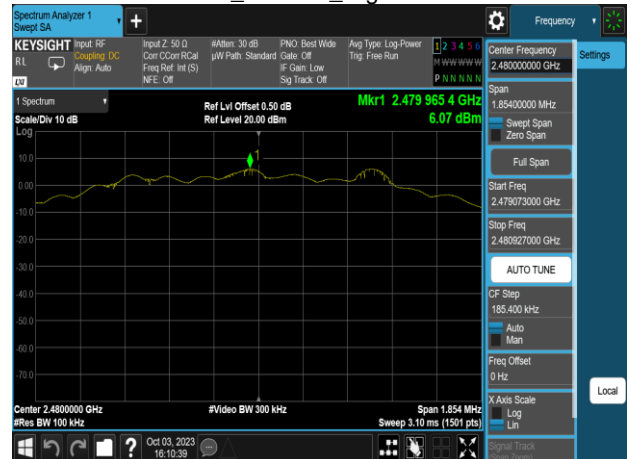 Spectrum Analyzer 1
Swept SA
+
Frequency
KEYSIGHT
RL
LXI
Input: RF
Coupling: DC
Align: Auto
Input Z: 50 Ω
Corr CCorr RCal
Freq Ref: Int (S)
NFE: Off
#Atten: 30 dB
µW Path: Standard
PNO: Best Wide
Gate: Off
IF Gain: Low
Sig Track: Off
Avg Type: Log-Power
Trig: Free Run
1 2 3 4 5 6
M W W W W W
P N N N N N
1 Spectrum
Scale/Div 10 dB
Log
Ref Lvl Offset 0.50 dB
Ref Level 20.00 dBm
Mkr1 2.479 965 4 GHz
6.07 dBm
1
10.0
0.00
-10.0
-20.0
-30.0
-40.0
-50.0
-60.0
-70.0
Center 2.4800000 GHz
#Res BW 100 kHz
#Video BW 300 kHz
Span 1.854 MHz
Sweep 3.10 ms (1501 pts)
Center Frequency
2.480000000 GHz
Settings
Span
1.85400000 MHz
Swept Span
Zero Span
Full Span
Start Freq
2.479073000 GHz
Stop Freq
2.480927000 GHz
AUTO TUNE
CF Step
185.400 kHz
Auto
Man
Freq Offset
0 Hz
X Axis Scale
Log
Lin
Local
Signal Track
?
Oct 03, 2023
16:10:39